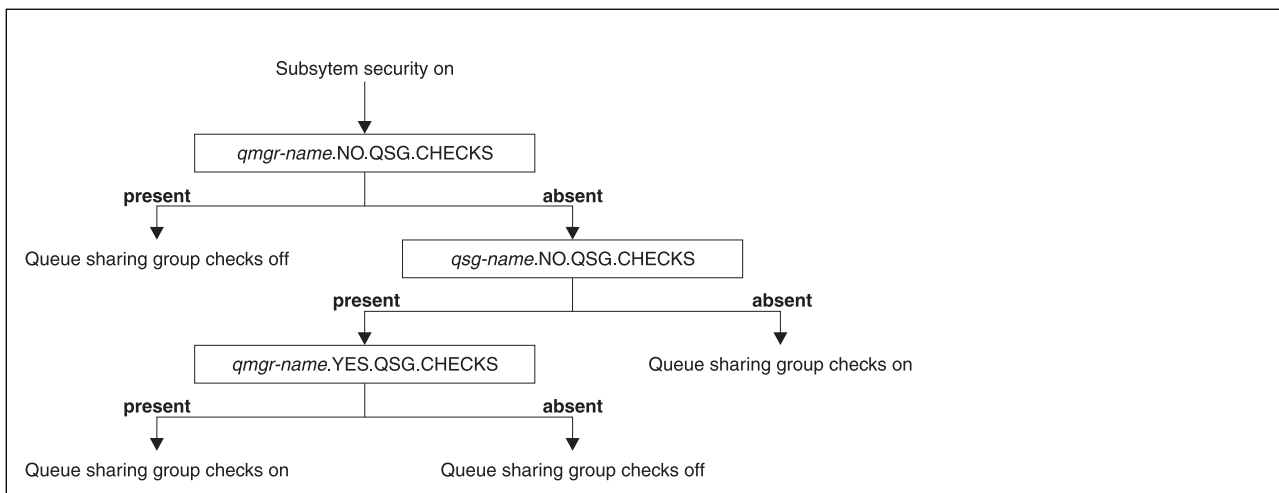 Subsytem security on
qmgr-name.NO.QSG.CHECKS
present
absent
Queue sharing group checks off
qsg-name.NO.QSG.CHECKS
present
absent
qmgr-name.YES.QSG.CHECKS
Queue sharing group checks on
present
absent
Queue sharing group checks on
Queue sharing group checks off